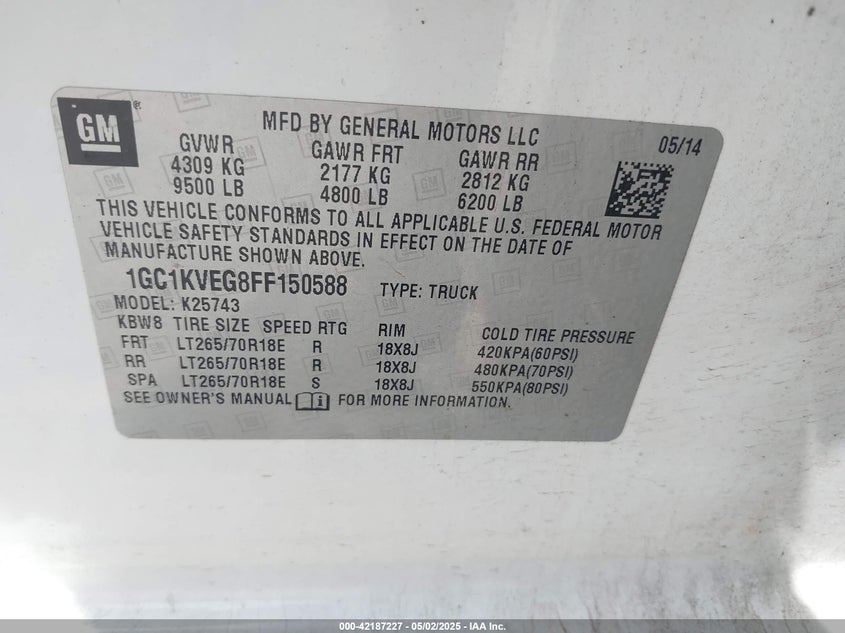 GM ®
MFD BY GENERAL MOTORS LLC 05/14
GVWR GAWR FRT GAWR RR
4309 KG 2177 KG 2812 KG
9500 LB 4800 LB 6200 LB
THIS VEHICLE CONFORMS TO ALL APPLICABLE U.S. FEDERAL MOTOR
VEHICLE SAFETY STANDARDS IN EFFECT ON THE DATE OF
MANUFACTURE SHOWN ABOVE.
1GC1KVEG8FF150588 TYPE: TRUCK
MODEL: K25743
KBW8 TIRE SIZE SPEED RTG RIM COLD TIRE PRESSURE
FRT LT265/70R18E R 18X8J 420KPA(60PSI)
RR LT265/70R18E R 18X8J 480KPA(70PSI)
SPA LT265/70R18E S 18X8J 550KPA(80PSI)
SEE OWNER'S MANUAL i FOR MORE INFORMATION.
000-42187227 - 05/02/2025 - IAA Inc.